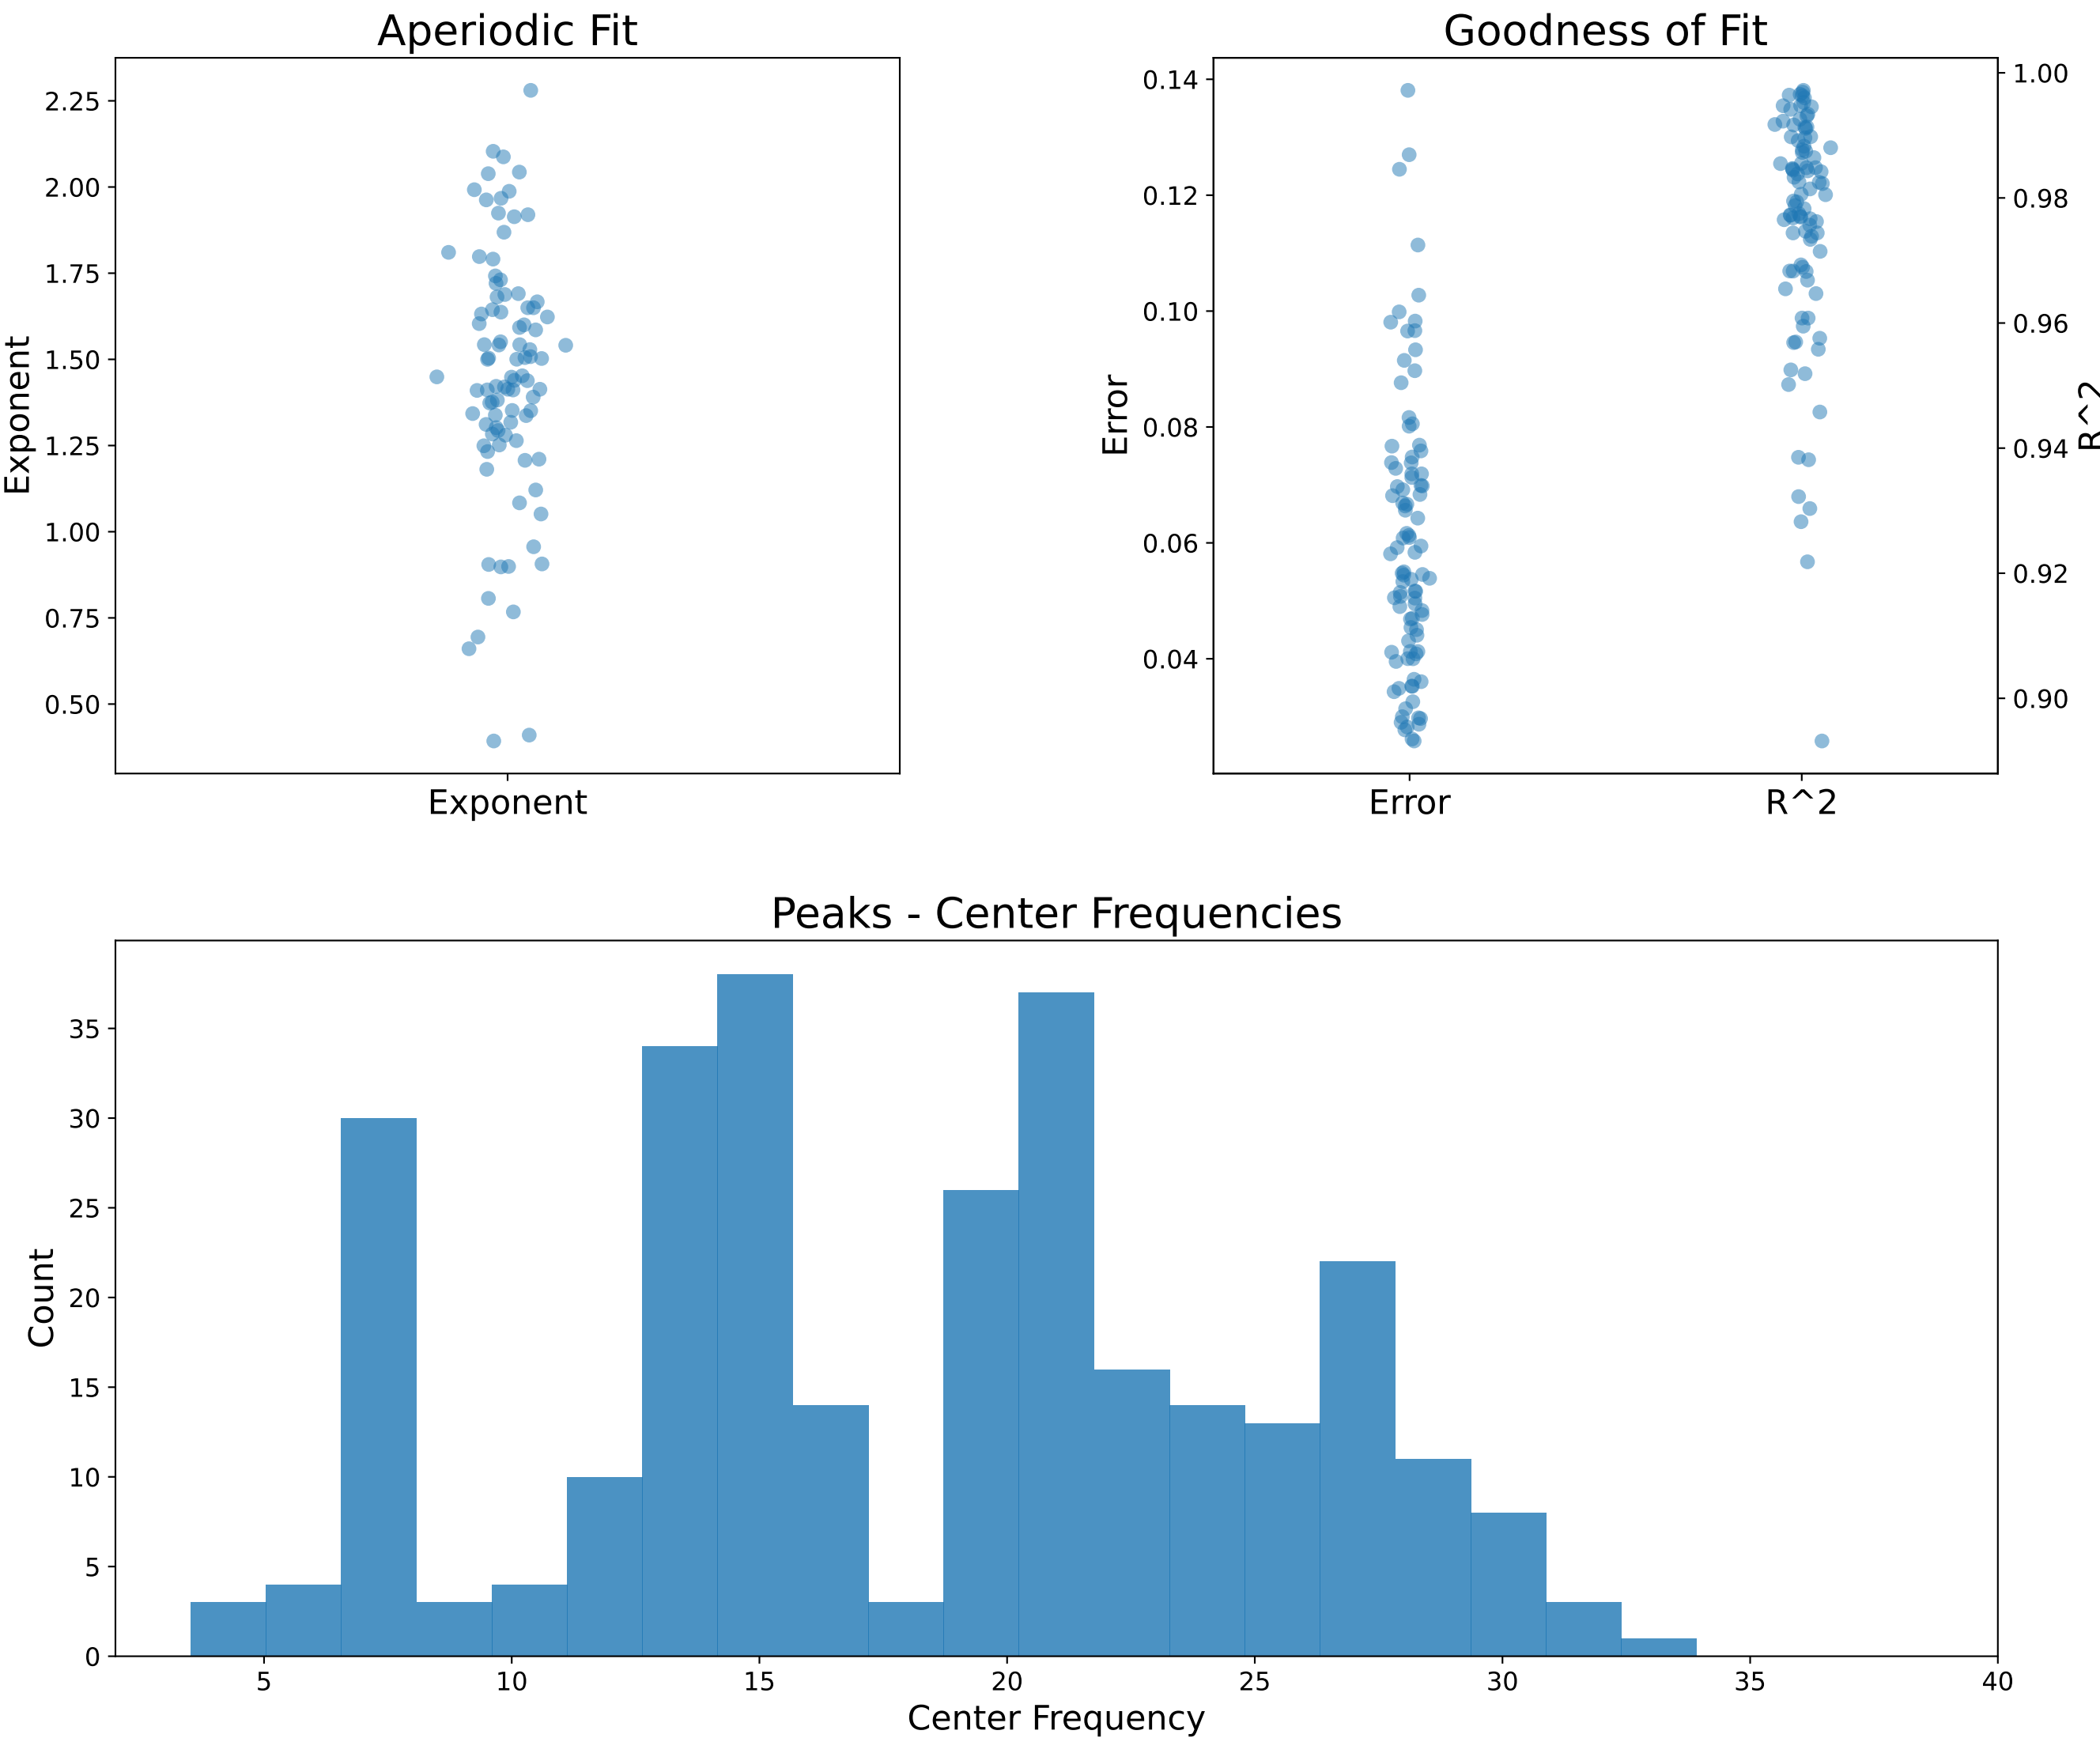 Aperiodic Fit
2.25
2.00
1.75
1.50
1.25
1.00
0.75
0.50
Exponent
Exponent
Goodness of Fit
0.14
0.12
0.10
0.08
0.06
0.04
Error
1.00
0.98
0.96
0.94
0.92
0.90
R^2
Error R^2
Peaks - Center Frequencies
35
30
25
20
15
10
5
0
Count
5 10 15 20 25 30 35 40
Center Frequency